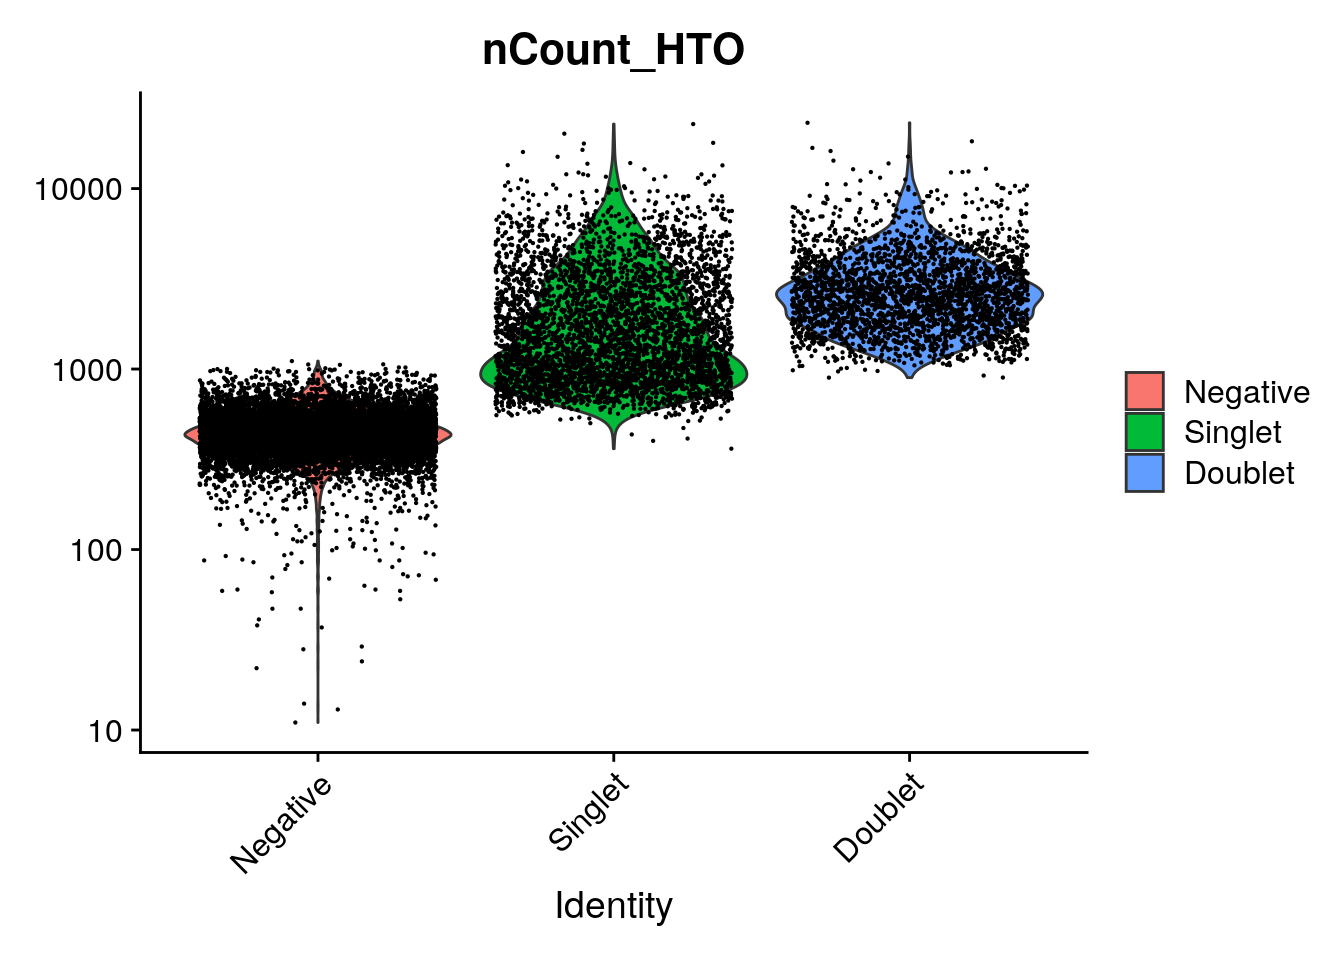 nCount_HTO
10000
1000
100
10
Negative
Singlet
Doublet
Identity
Negative
Singlet
Doublet